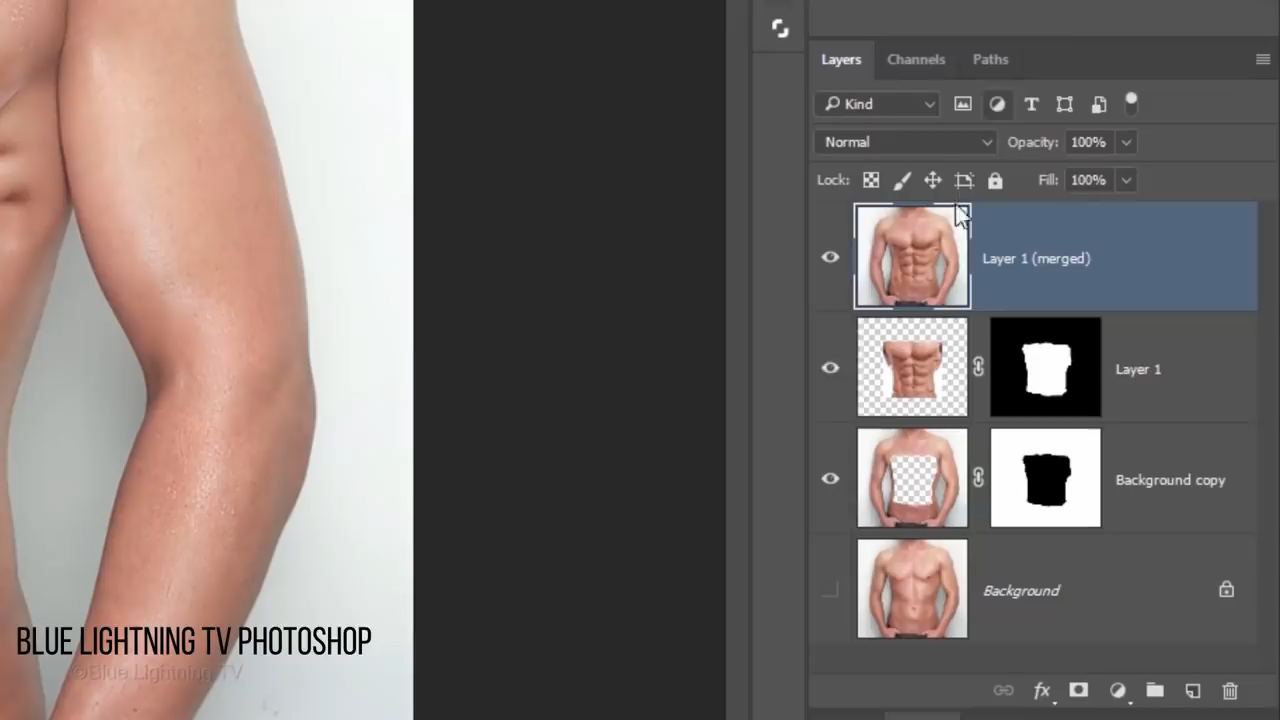 Layers Channels Paths
Kind
Normal Opacity: 100%
Lock: Fill: 100%
Layer 1 (merged)
Layer 1
Background copy
Background
fx
BLUE LIGHTNING TV PHOTOSHOP
©Blue Lightning TV